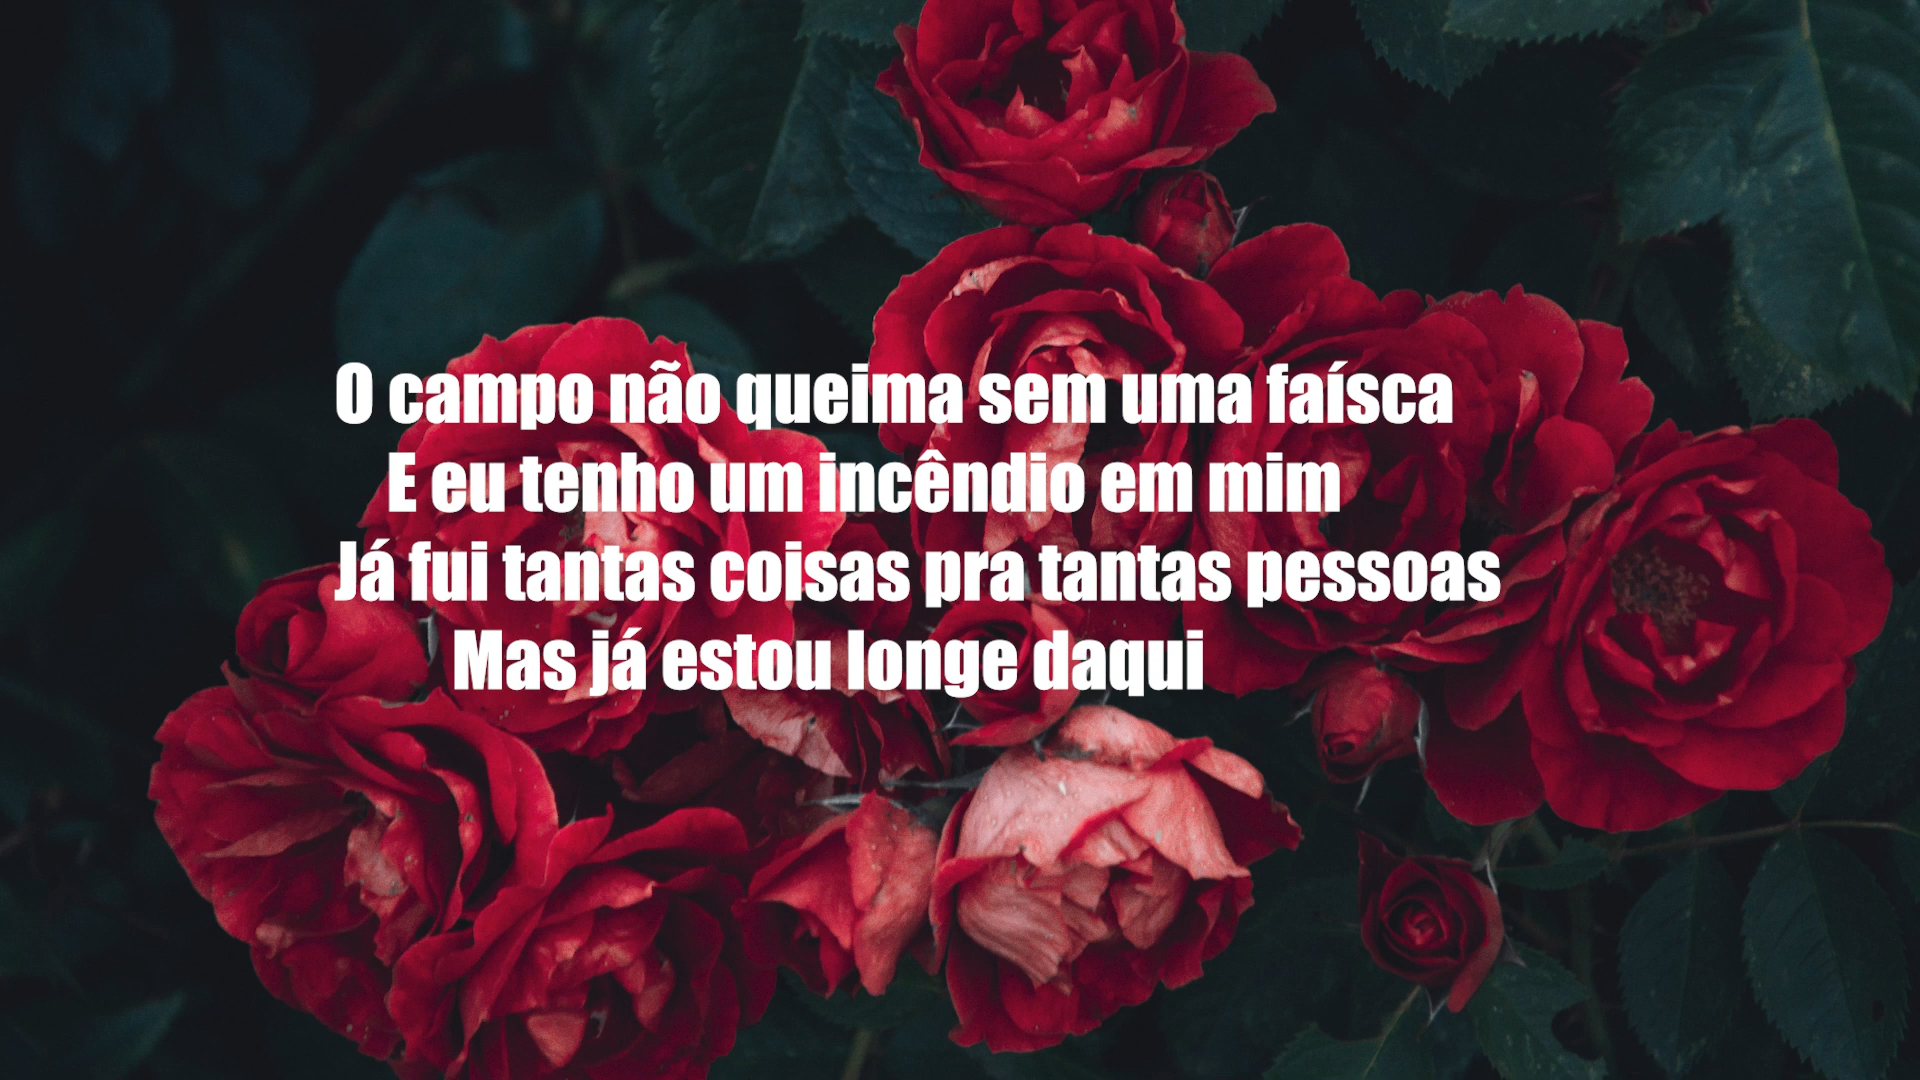 O campo não queima sem uma faísca
E eu tenho um incêndio em mim
Já fui tantas coisas pra tantas pessoas
Mas já estou longe daqui